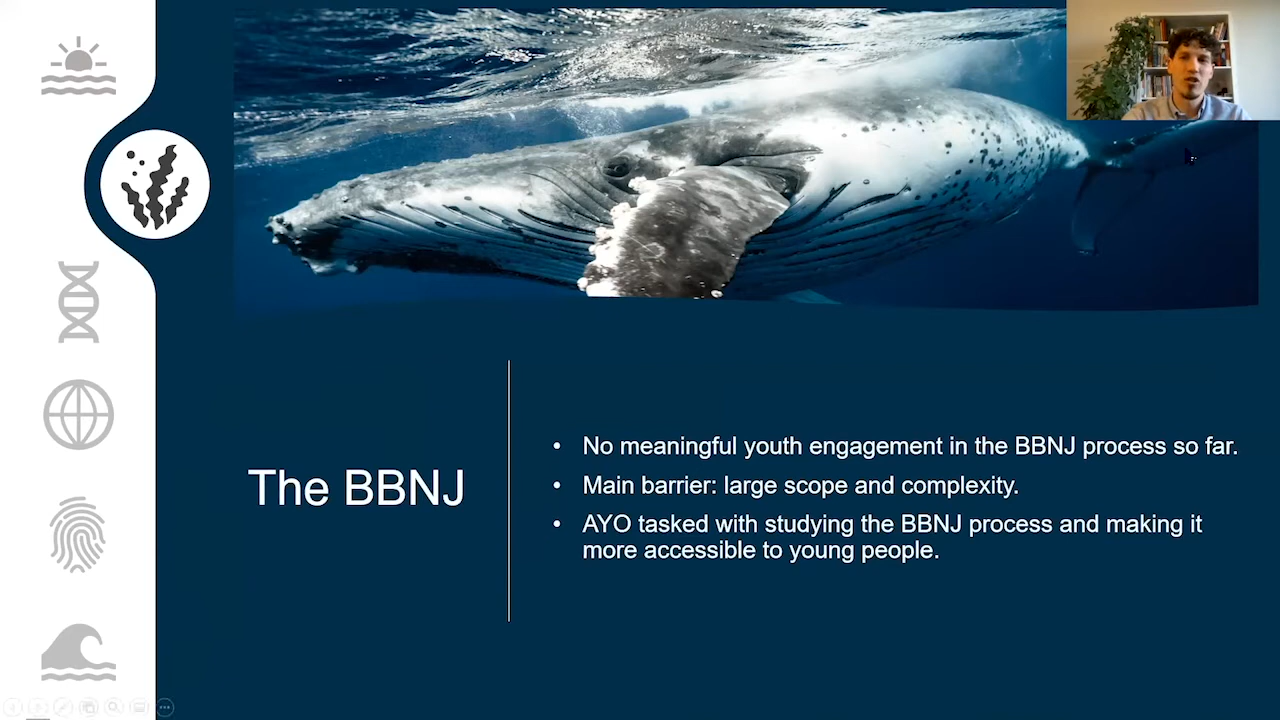 The BBNJ
• No meaningful youth engagement in the BBNJ process so far.
• Main barrier: large scope and complexity.
• AYO tasked with studying the BBNJ process and making it
more accessible to young people.